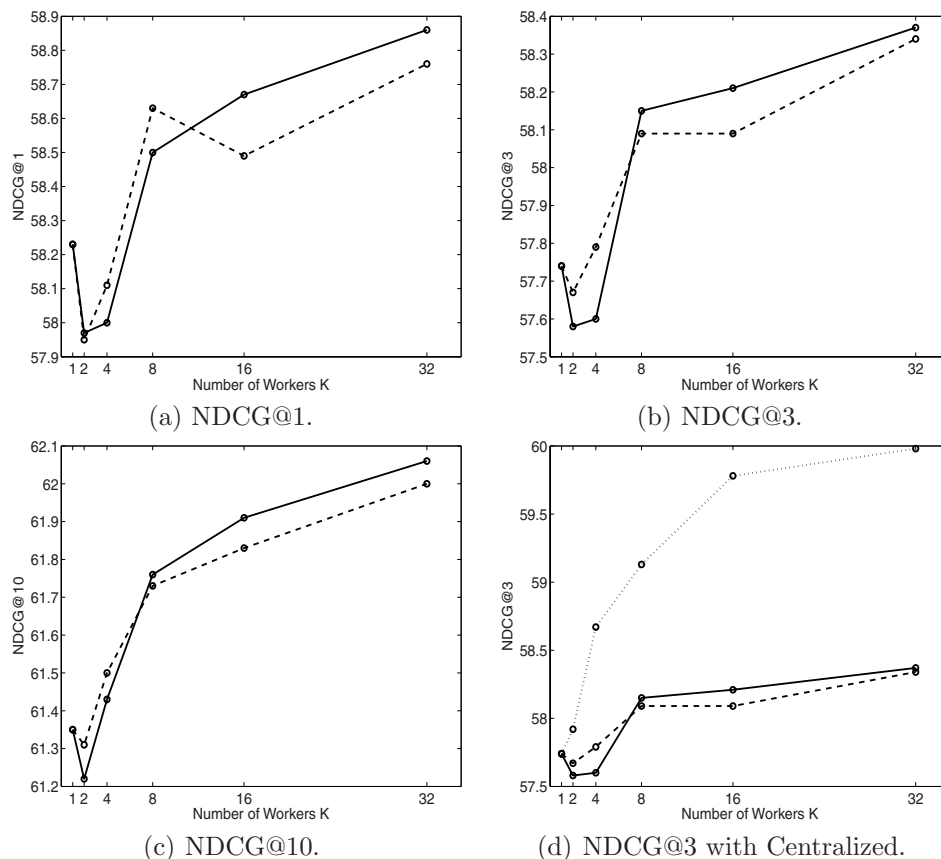 58.9
58.8
58.7
58.6
58.5
58.4
58.3
58.2
58.1
58
57.9
NDCG@1
1 2 4 8 16 32
Number of Workers K
(a) NDCG@1.
58.4
58.3
58.2
58.1
58
57.9
57.8
57.7
57.6
57.5
NDCG@3
1 2 4 8 16 32
Number of Workers K
(b) NDCG@3.
62.1
62
61.9
61.8
61.7
61.6
61.5
61.4
61.3
61.2
NDCG@10
1 2 4 8 16 32
Number of Workers K
(c) NDCG@10.
60
59.5
59
58.5
58
57.5
NDCG@3
1 2 4 8 16 32
Number of Workers K
(d) NDCG@3 with Centralized.